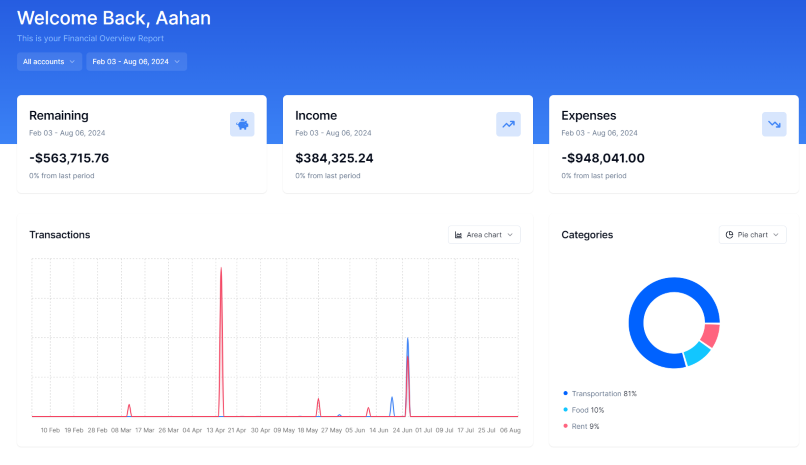 Welcome Back, Aahan
This is your Financial Overview Report
All accounts
Feb 03 - Aug 06, 2024
Remaining
Feb 03 - Aug 06, 2024
-$563,715.76
0% from last period
Income
Feb 03 - Aug 06, 2024
$384,325.24
0% from last period
Expenses
Feb 03 - Aug 06, 2024
-$948,041.00
0% from last period
Transactions
Area chart
10 Feb 19 Feb 28 Feb 08 Mar 17 Mar 26 Mar 04 Apr 13 Apr 21 Apr 30 Apr 09 May 18 May 27 May 05 Jun 14 Jun 24 Jun 01 Jul 09 Jul 17 Jul 25 Jul 06 Aug
Categories
Pie chart
Transportation 81%
Food 10%
Rent 9%